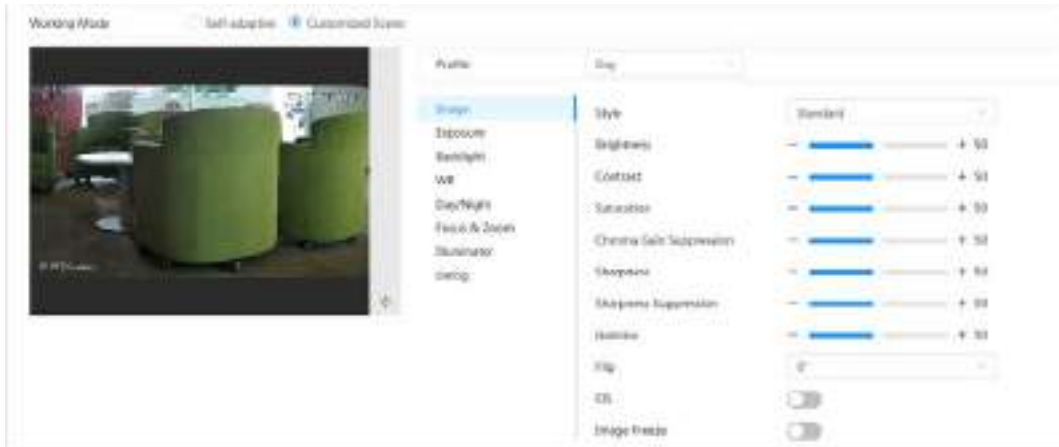 Working Mode Self-adaptive Customized Scene
Profile Day
Image
Style Standard
Exposure
Brightness - + 50
Backlight
Contrast - + 50
WB
Day/Night
Saturation - + 50
Focus & Zoom
Chroma Gain Suppression - + 50
Illuminator
Sharpness - + 50
Defog
Sharpness Suppression - + 50
Gamma - + 50
Flip 0°
EIS
Image Freeze